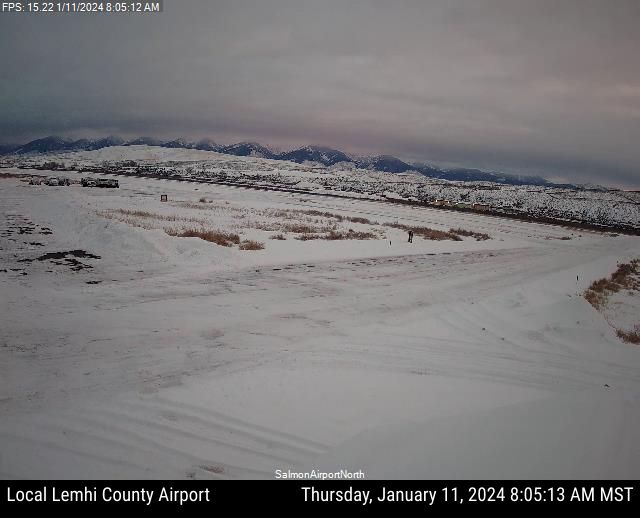 FPS: 15.22 1/11/2024 8:05:12 AM
SalmonAirportNorth
Local Lemhi County Airport Thursday, January 11, 2024 8:05:13 AM MST